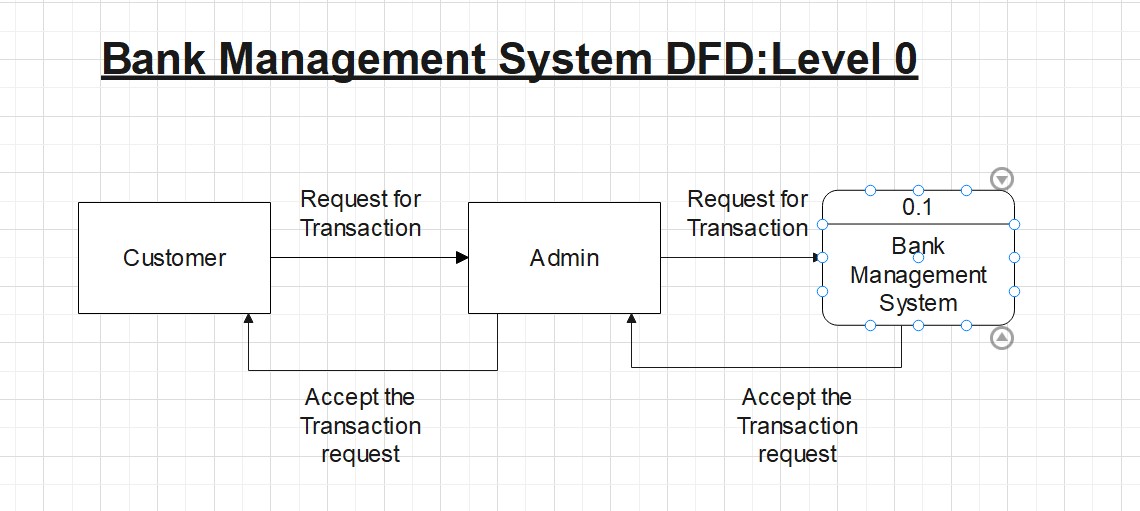 Bank Management System DFD:Level 0
Request for
Transaction
Request for
Transaction
0.1
Customer
Admin
Bank
Management
System
Accept the
Transaction
request
Accept the
Transaction
request